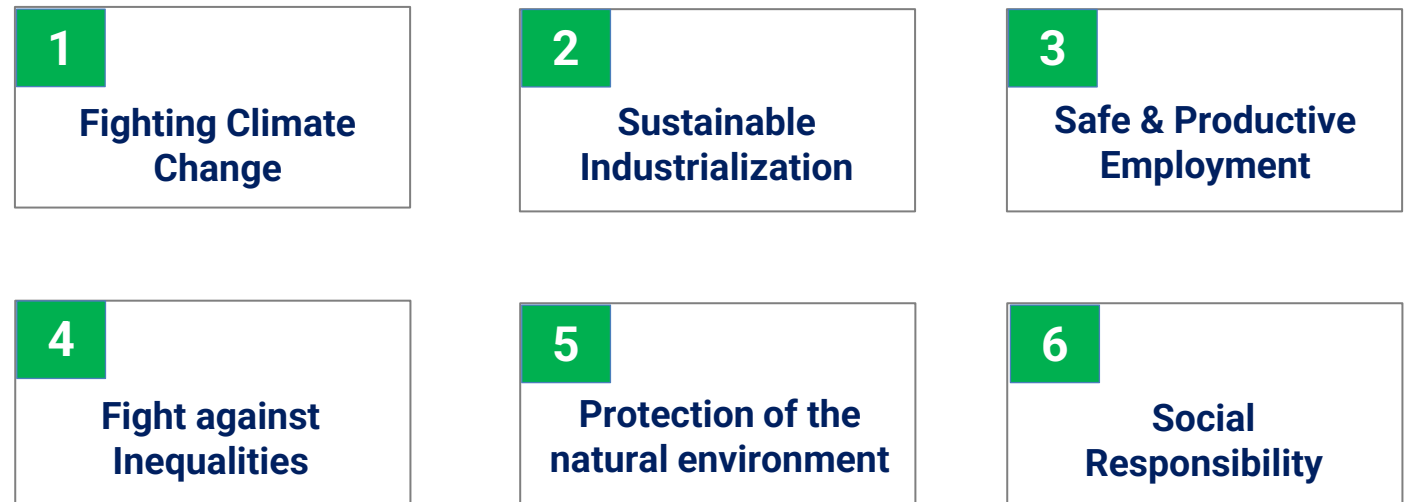 1
Fighting Climate
Change
2
Sustainable
Industrialization
3
Safe & Productive
Employment
4
Fight against
Inequalities
5
Protection of the
natural environment
6
Social
Responsibility